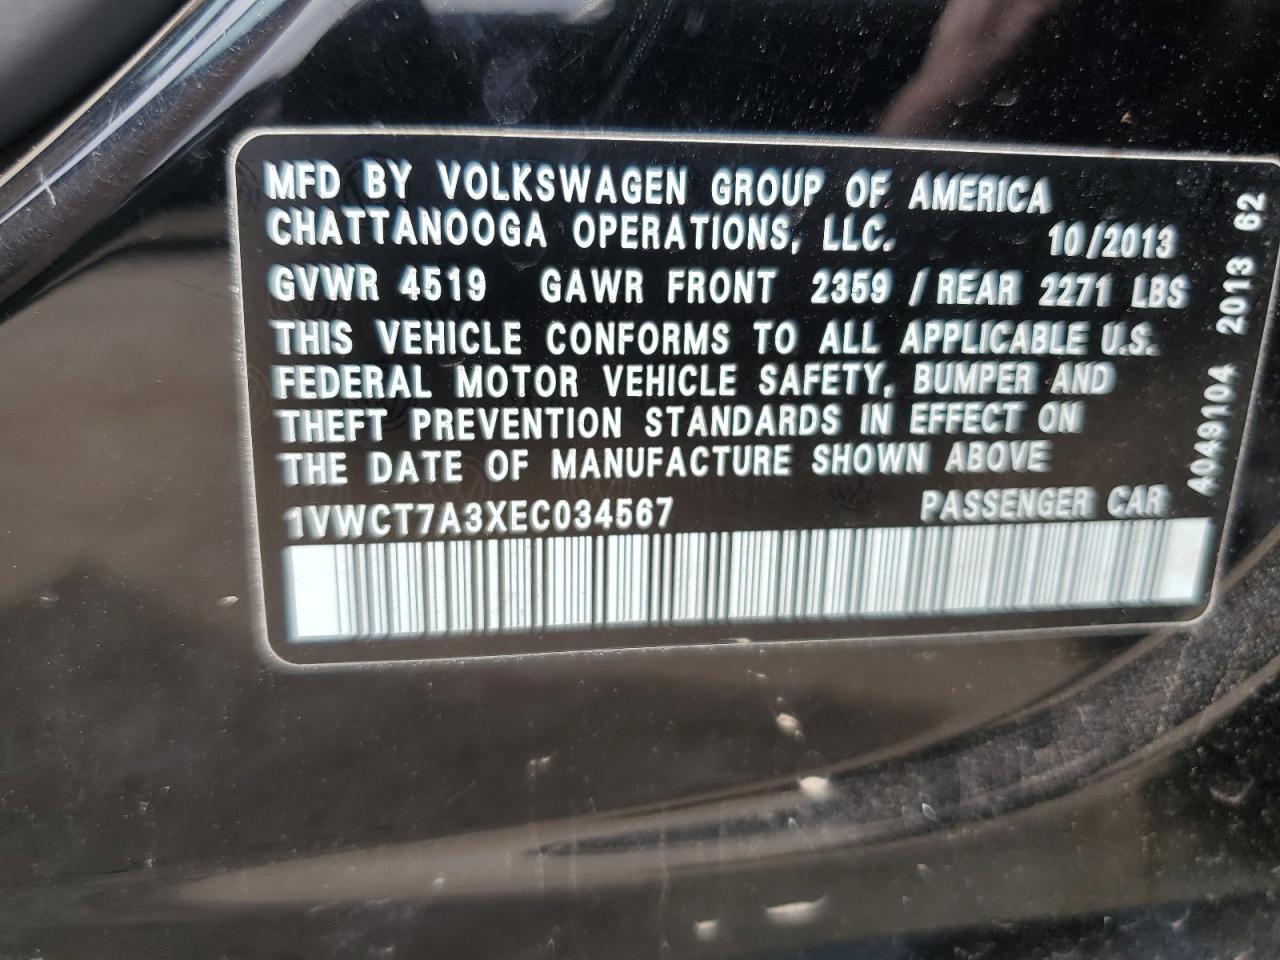 MFD BY VOLKSWAGEN GROUP OF AMERICA
CHATTANOOGA OPERATIONS, LLC. 10/2013
GVWR 4519 GAWR FRONT 2359 / REAR 2271 LBS
THIS VEHICLE CONFORMS TO ALL APPLICABLE U.S.
FEDERAL MOTOR VEHICLE SAFETY, BUMPER AND
THEFT PREVENTION STANDARDS IN EFFECT ON
THE DATE OF MANUFACTURE SHOWN ABOVE
1VWCT7A3XEC034567 PASSENGER CAR
4049104 2013 62